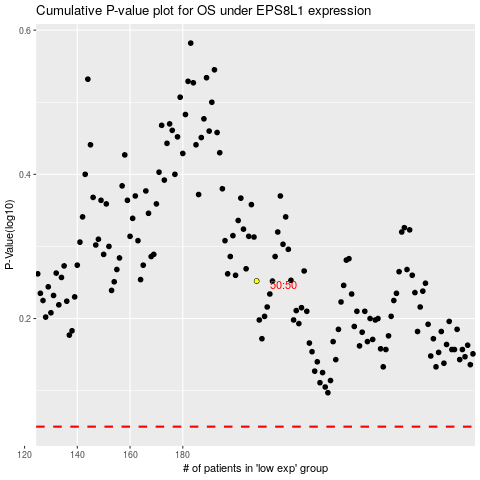 Cumulative P-value plot for OS under EPS8L1 expression
P-Value(log10)
0.6
0.4
0.2
50:50
120 140 160 180
# of patients in 'low exp' group